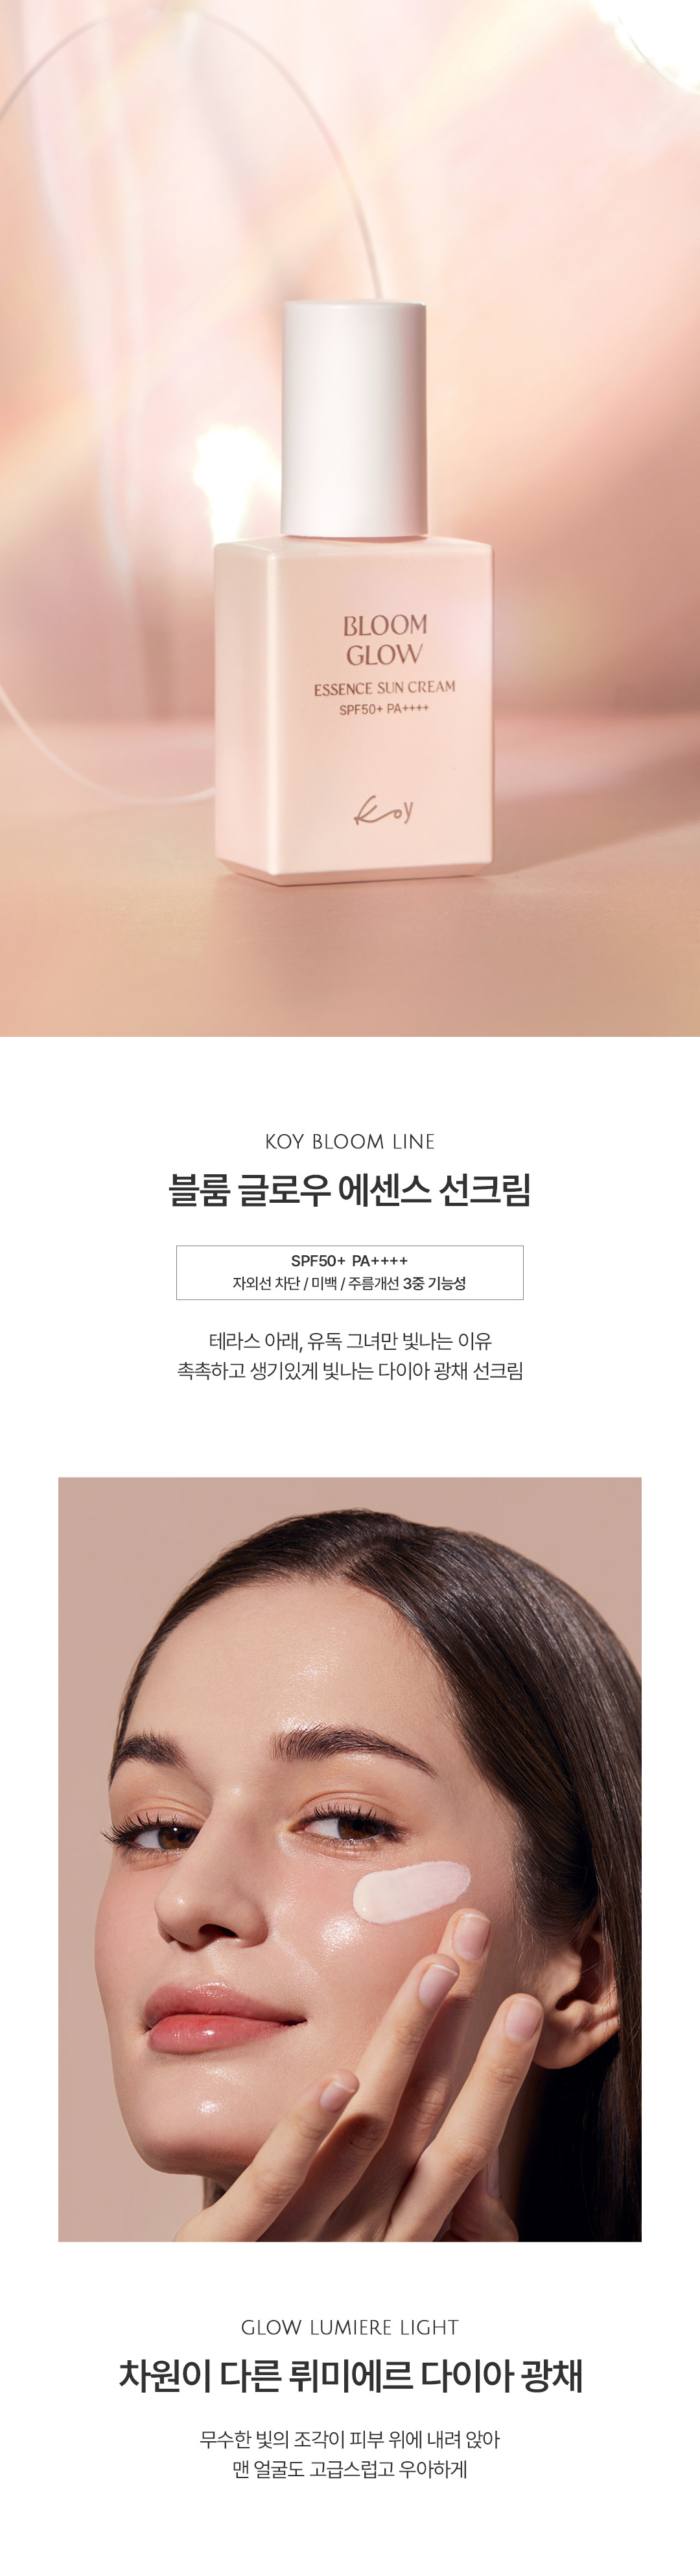 BLOOM
GLOW
ESSENCE SUN CREAM
SPF50+ PA++++
Koy
KOY BLOOM LINE
블룸 글로우 에센스 선크림
SPF50+ PA++++
자외선 차단 / 미백 / 주름개선 3중 기능성
테라스 아래, 유독 그녀만 빛나는 이유
촉촉하고 생기있게 빛나는 다이아 광채 선크림
GLOW LUMIERE LIGHT
차원이 다른 뤼미에르 다이아 광채
무수한 빛의 조각이 피부 위에 내려 앉아
맨 얼굴도 고급스럽고 우아하게